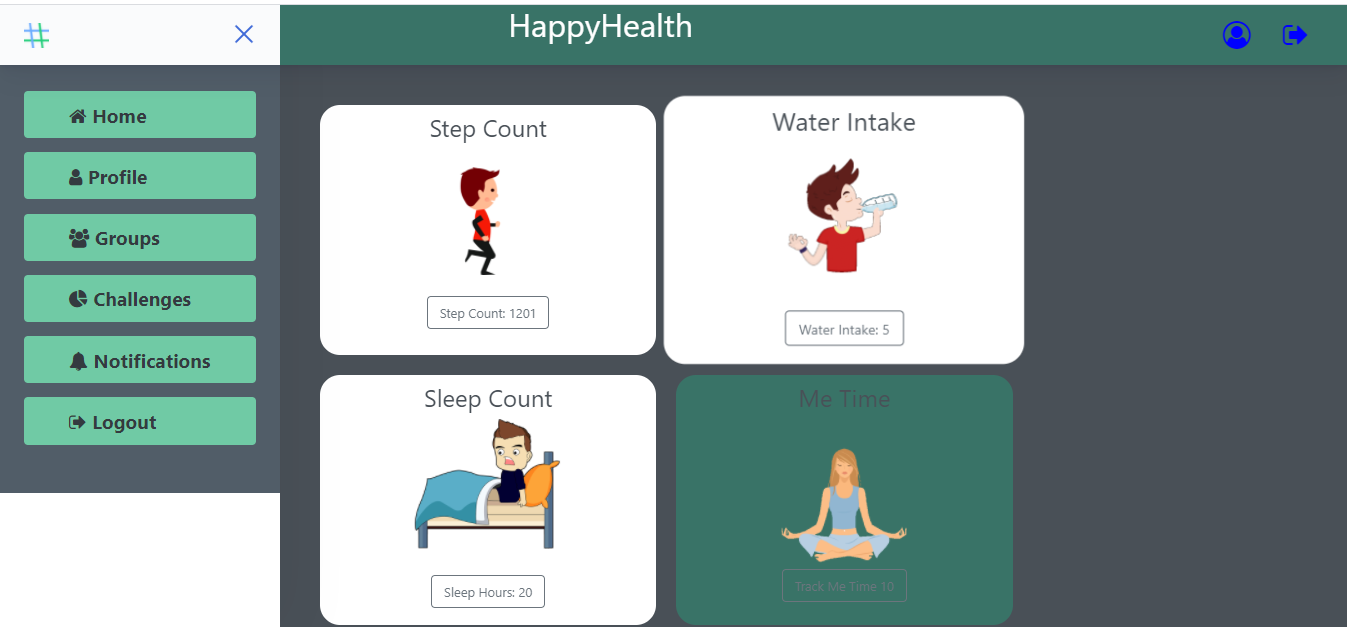 HappyHealth
Home
Profile
Groups
Challenges
Notifications
Logout
Step Count
Step Count: 1201
Water Intake
Water Intake: 5
Sleep Count
Sleep Hours: 20
Me Time
Track Me Time 10